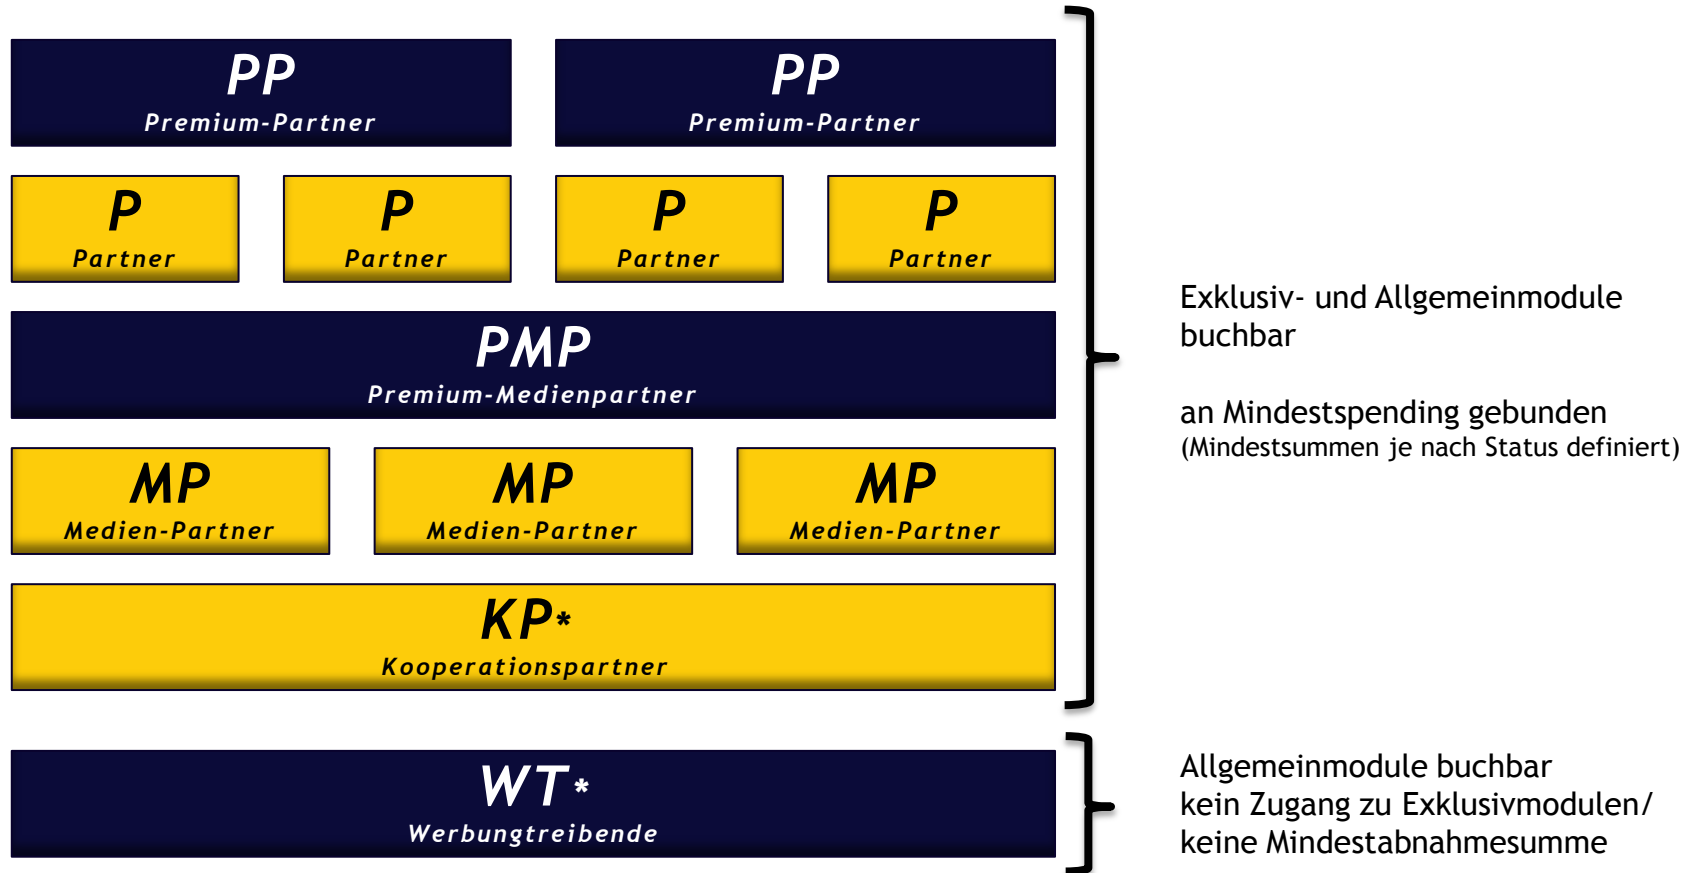 PP
Premium-Partner
PP
Premium-Partner
P
Partner
P
Partner
P
Partner
P
Partner
PMP
Premium-Medienpartner
MP
Medien-Partner
MP
Medien-Partner
MP
Medien-Partner
KP*
Kooperationspartner
Exklusiv- und Allgemeinmodule
buchbar
an Mindestspending gebunden
(Mindestsummen je nach Status definiert)
WT*
Werbungtreibende
Allgemeinmodule buchbar
kein Zugang zu Exklusivmodulen/
keine Mindestabnahmesumme